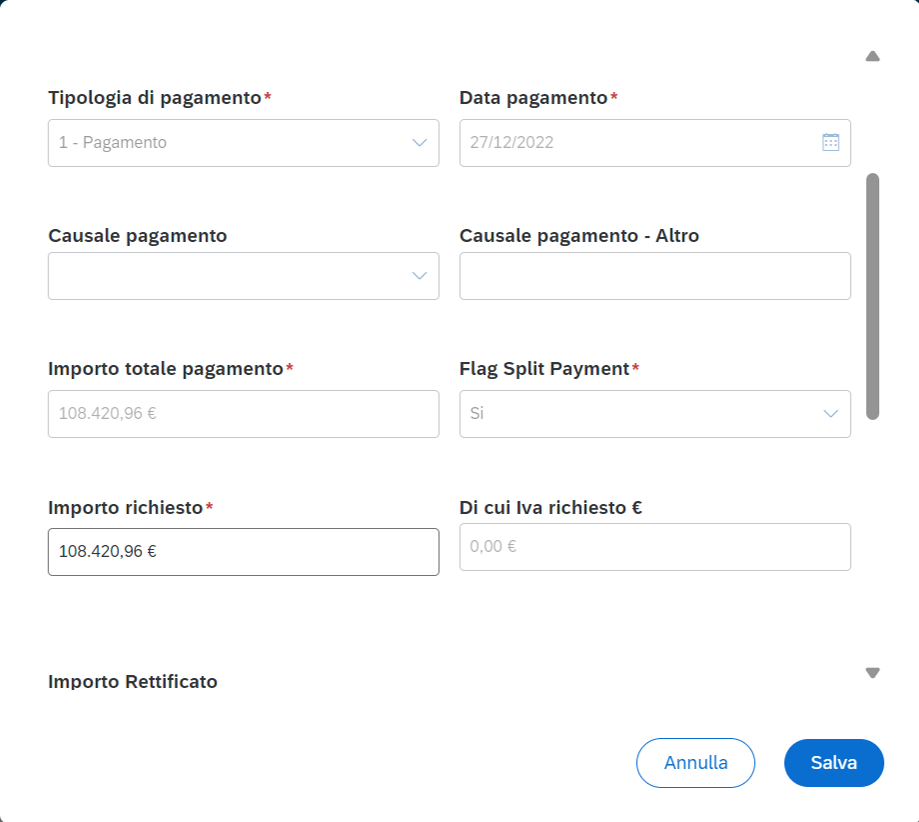 Tipologia di pagamento*
Data pagamento*
1 - Pagamento
27/12/2022
Causale pagamento
Causale pagamento - Altro
Importo totale pagamento*
Flag Split Payment*
108.420,96 €
Si
Importo richiesto*
Di cui Iva richiesto €
108.420,96 €
0,00 €
Importo Rettificato
Annulla
Salva